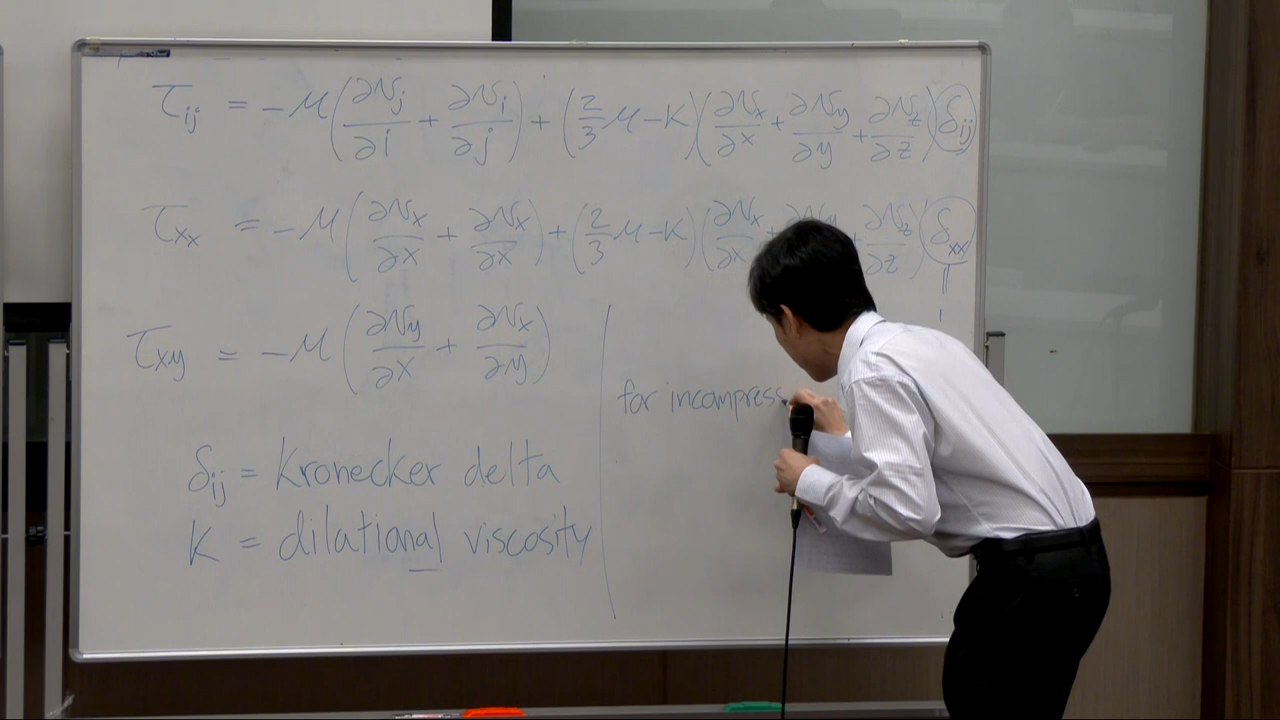 τij = -μ(∂vj/∂i + ∂vi/∂j) + (2/3 μ - κ)(∂vx/∂x + ∂vy/∂y + ∂vz/∂z) δij
τxx = -μ(∂vx/∂x + ∂vx/∂x) + (2/3 μ - κ)(∂vx/∂x + ∂vy + ∂vz/∂z) δxx
τxy = -μ(∂vy/∂x + ∂vx/∂y)
for incompress
δij = Kronecker delta
κ = dilational viscosity